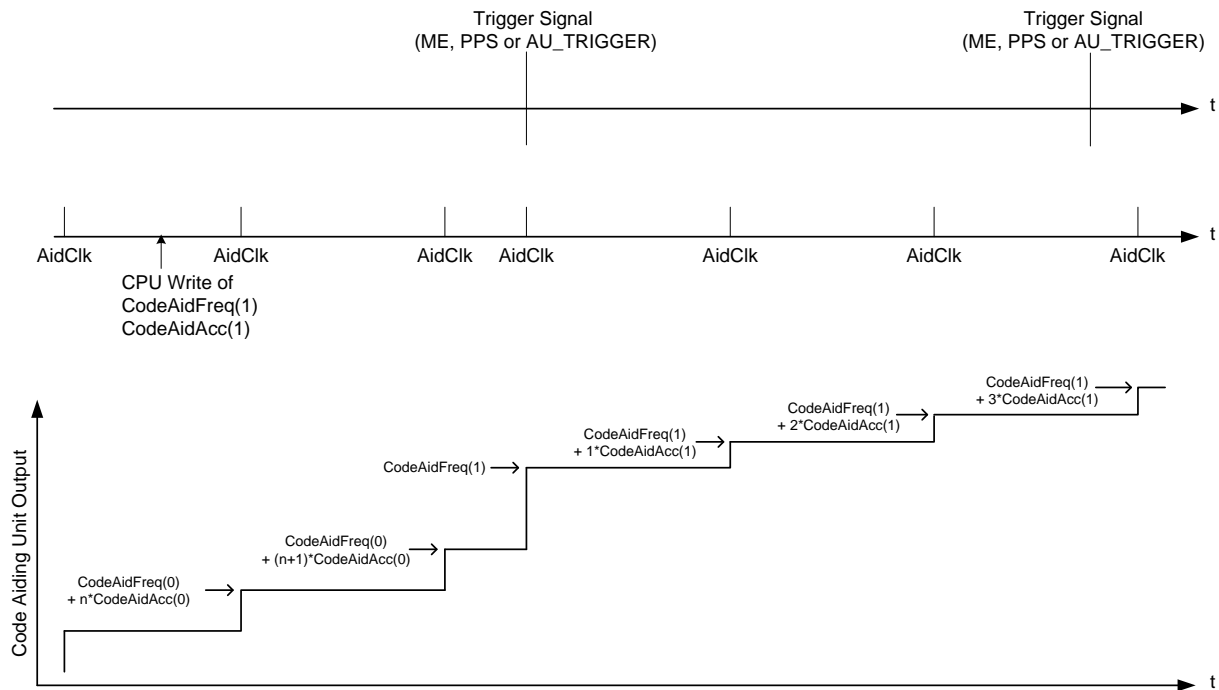 Trigger Signal
(ME, PPS or AU_TRIGGER)
Trigger Signal
(ME, PPS or AU_TRIGGER)
t
t
AidClk
AidClk
AidClk
AidClk
AidClk
AidClk
AidClk
CPU Write of
CodeAidFreq(1)
CodeAidAcc(1)
Code Aiding Unit Output
CodeAidFreq(0)
+ n*CodeAidAcc(0)
CodeAidFreq(0)
+ (n+1)*CodeAidAcc(0)
CodeAidFreq(1)
CodeAidFreq(1)
+ 1*CodeAidAcc(1)
CodeAidFreq(1)
+ 2*CodeAidAcc(1)
CodeAidFreq(1)
+ 3*CodeAidAcc(1)
t